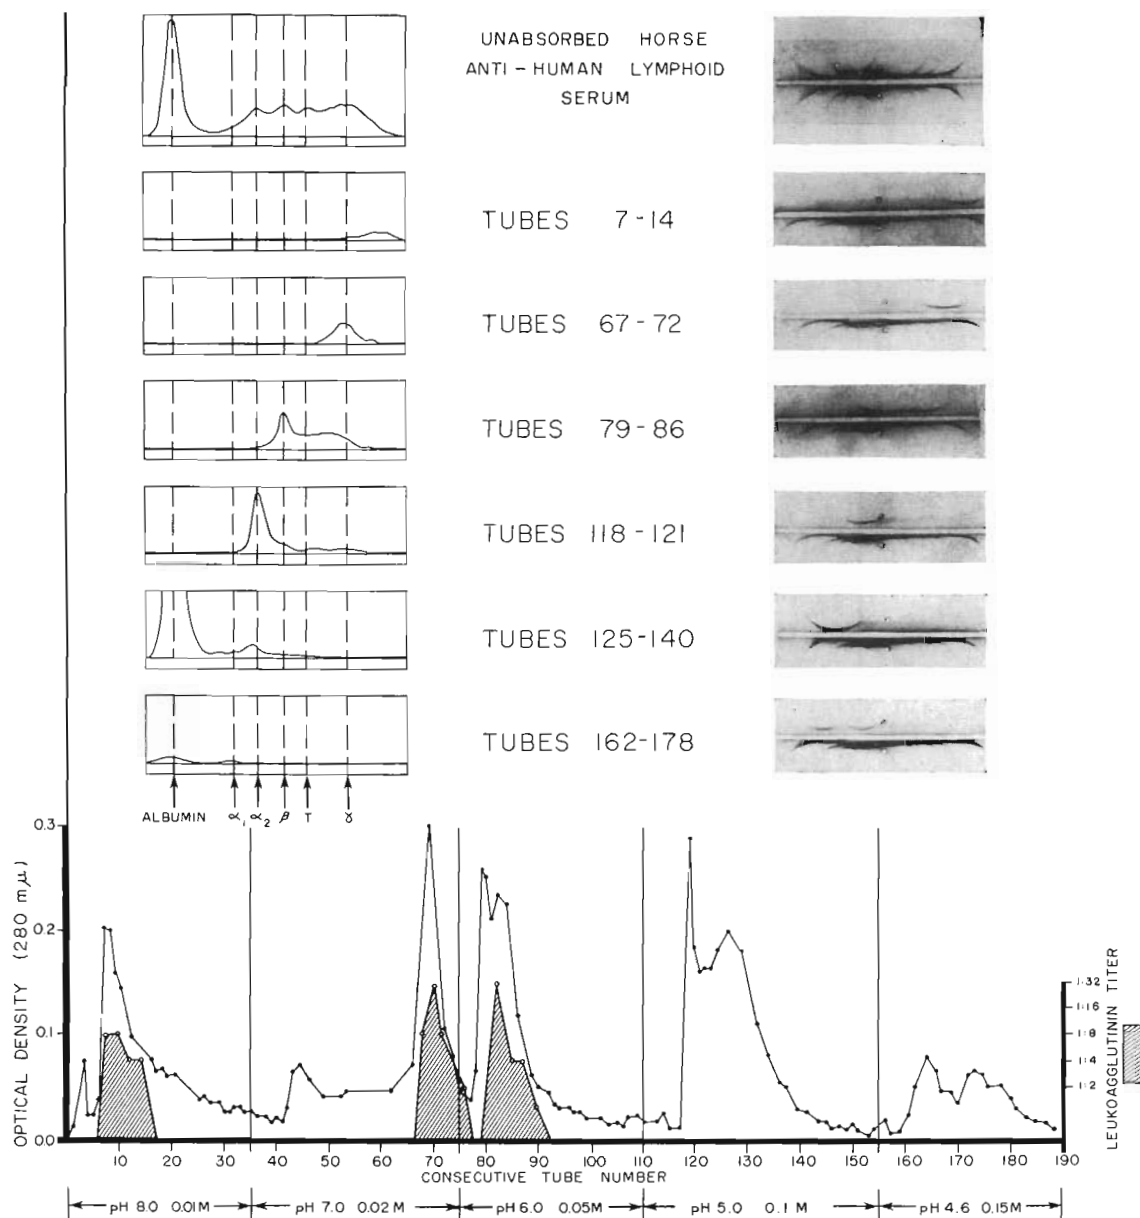 UNABSORBED HORSE
ANTI-HUMAN LYMPHOID
SERUM
TUBES 7-14
TUBES 67-72
TUBES 79-86
TUBES 118-121
TUBES 125-140
TUBES 162-178
ALBUMIN α1 α2 β T γ
OPTICAL DENSITY (280 mμ)
0.3
0.2
0.1
0.0
LEUKOAGGLUTININ TITER
1:32
1:16
1:8
1:4
1:2
10 20 30 40 50 60 70 80 90 100 110 120 130 140 150 160 170 180 190
CONSECUTIVE TUBE NUMBER
pH 8.0 0.01M pH 7.0 0.02 M pH 6.0 0.05M pH 5.0 0.1 M pH 4.6 0.15M